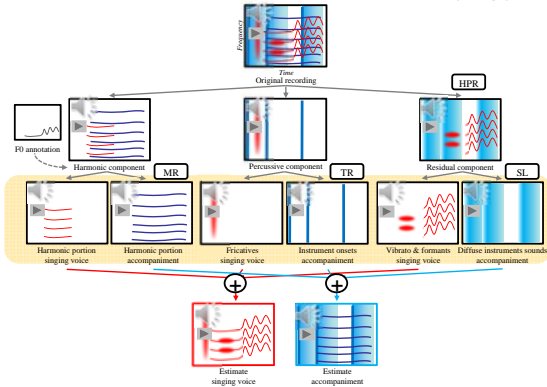 Frequency
Time
Original recording
HPR
F0 annotation
Harmonic component
Percussive component
Residual component
MR
TR
SL
Harmonic portion
singing voice
Harmonic portion
accompaniment
Fricatives
singing voice
Instrument onsets
accompaniment
Vibrato & formants
singing voice
Diffuse instruments sounds
accompaniment
+
+
Estimate
singing voice
Estimate
accompaniment